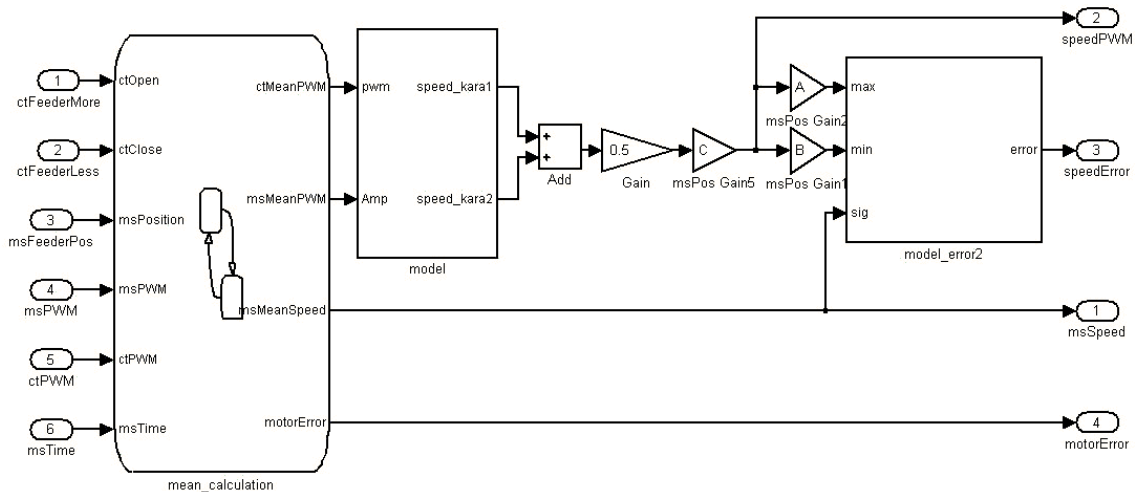 1
ctFeederMore
2
ctFeederLess
3
msFeederPos
4
msPWM
5
ctPWM
6
msTime
ctOpen
ctClose
msPosition
msPWM
ctPWM
msTime
ctMeanPWM
msMeanPWM
msMeanSpeed
motorError
mean_calculation
pwm
Amp
speed_kara1
speed_kara2
model
+
+
Add
0.5
Gain
C
msPos Gain5
A
msPos Gain2
B
msPos Gain1
max
min
sig
error
model_error2
2
speedPWM
3
speedError
1
msSpeed
4
motorError